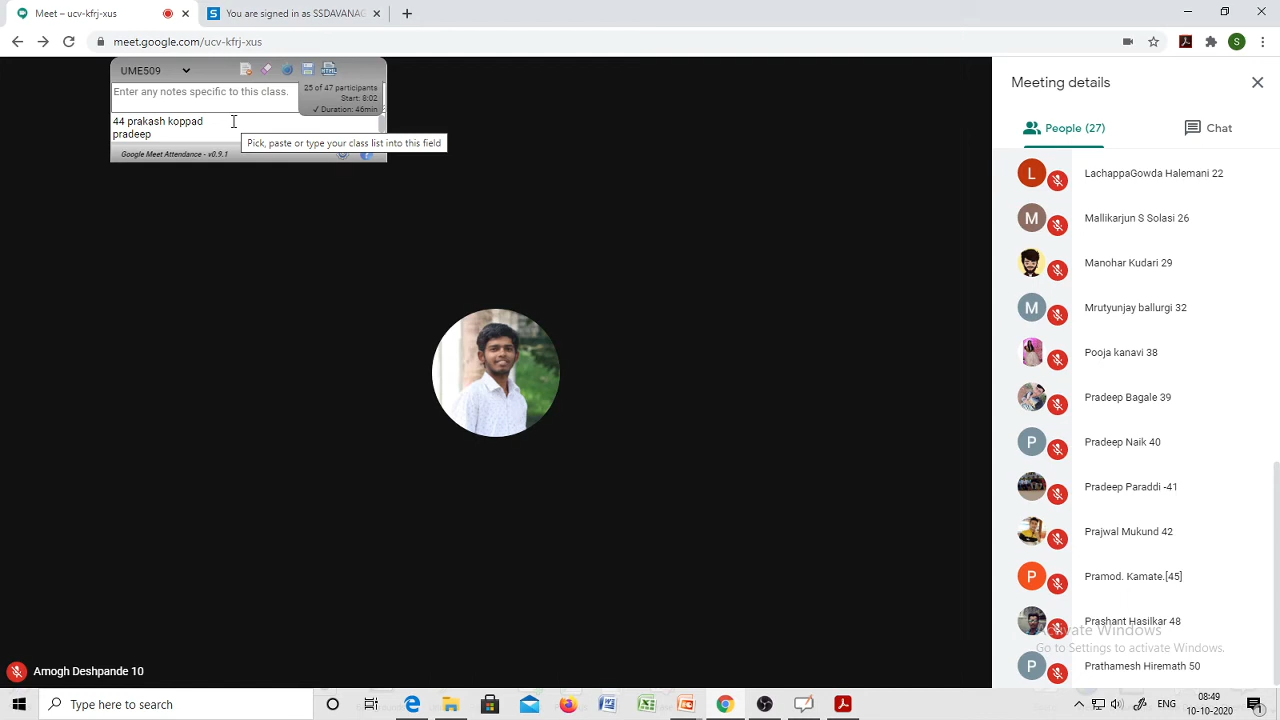 Meet – ucv-kfrj-xus
You are signed in as SSDAVANAG
meet.google.com/ucv-kfrj-xus
S
UME509
HTML
Enter any notes specific to this class.
25 of 47 participants
Start: 8:02
✓ Duration: 46min
44 prakash koppad
pradeep
Pick, paste or type your class list into this field
Google Meet Attendance - v0.9.1
Meeting details
People (27)
Chat
L
LachappaGowda Halemani 22
M
Mallikarjun S Solasi 26
Manohar Kudari 29
M
Mrutyunjay ballurgi 32
Pooja kanavi 38
Pradeep Bagale 39
P
Pradeep Naik 40
Pradeep Paraddi -41
Prajwal Mukund 42
P
Pramod. Kamate.[45]
Prashant Hasilkar 48
Activate Windows
Go to Settings to activate Windows.
P
Prathamesh Hiremath 50
Amogh Deshpande 10
Type here to search
ENG
08:49
10-10-2020